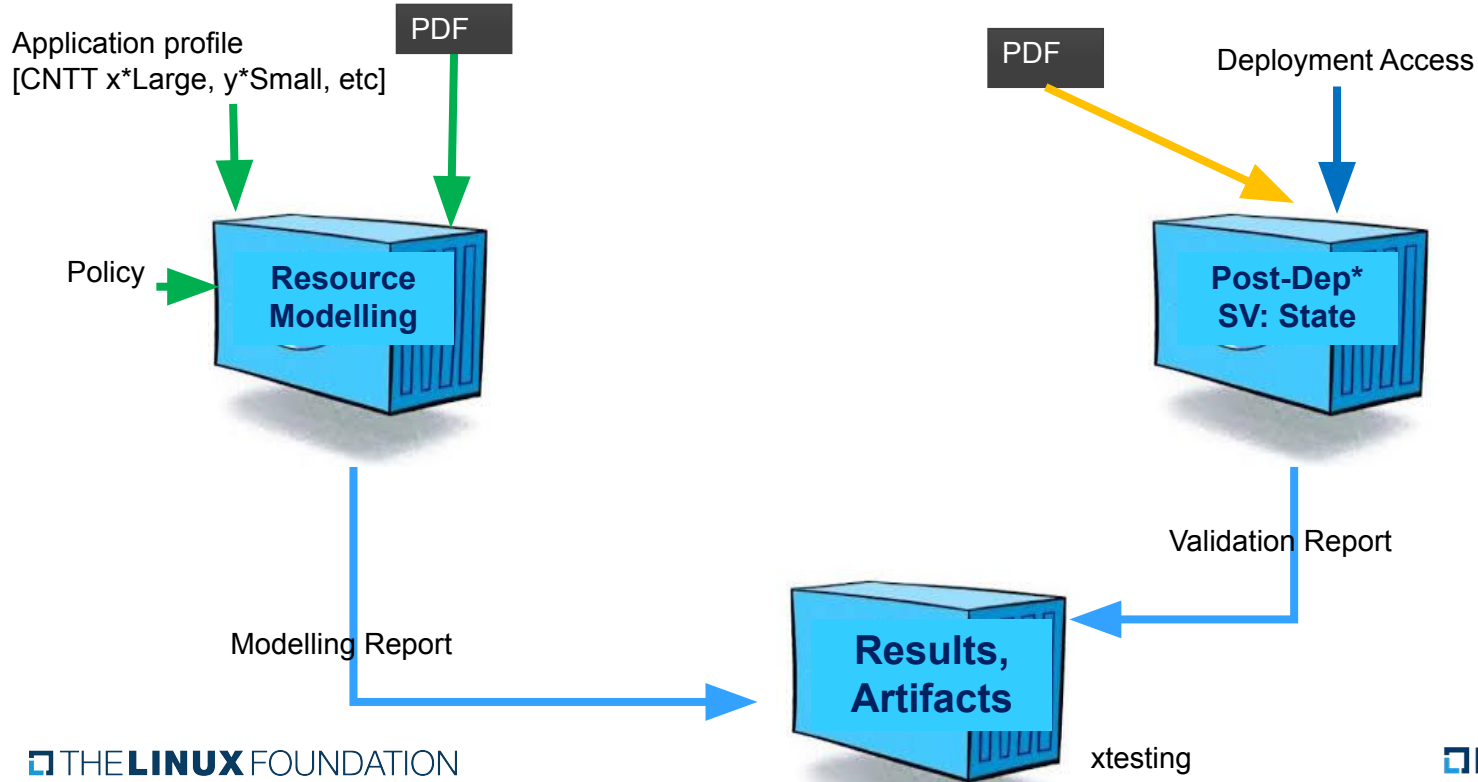 Application profile
[CNTT x*Large, y*Small, etc]
PDF
PDF
Deployment Access
Policy
Resource
Modelling
Post-Dep*
SV: State
Validation Report
Modelling Report
Results,
Artifacts
xtesting
THE LINUX FOUNDATION